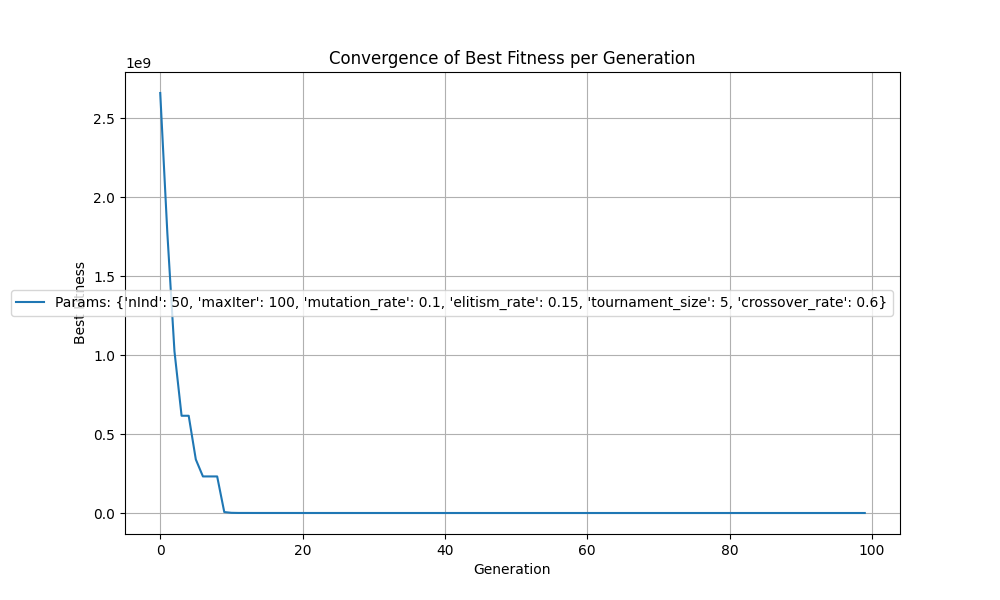 Convergence of Best Fitness per Generation
1e9
2.5
2.0
1.5
1.0
0.5
0.0
Best Fitness
Params: {'nInd': 50, 'maxIter': 100, 'mutation_rate': 0.1, 'elitism_rate': 0.15, 'tournament_size': 5, 'crossover_rate': 0.6}
0 20 40 60 80 100
Generation